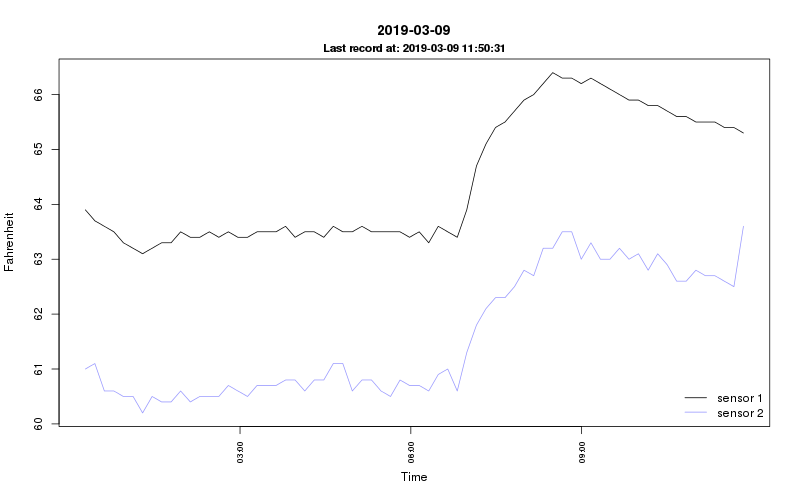 2019-03-09
Last record at: 2019-03-09 11:50:31
Fahrenheit
66
65
64
63
62
61
60
03:00
06:00
09:00
Time
sensor 1
sensor 2